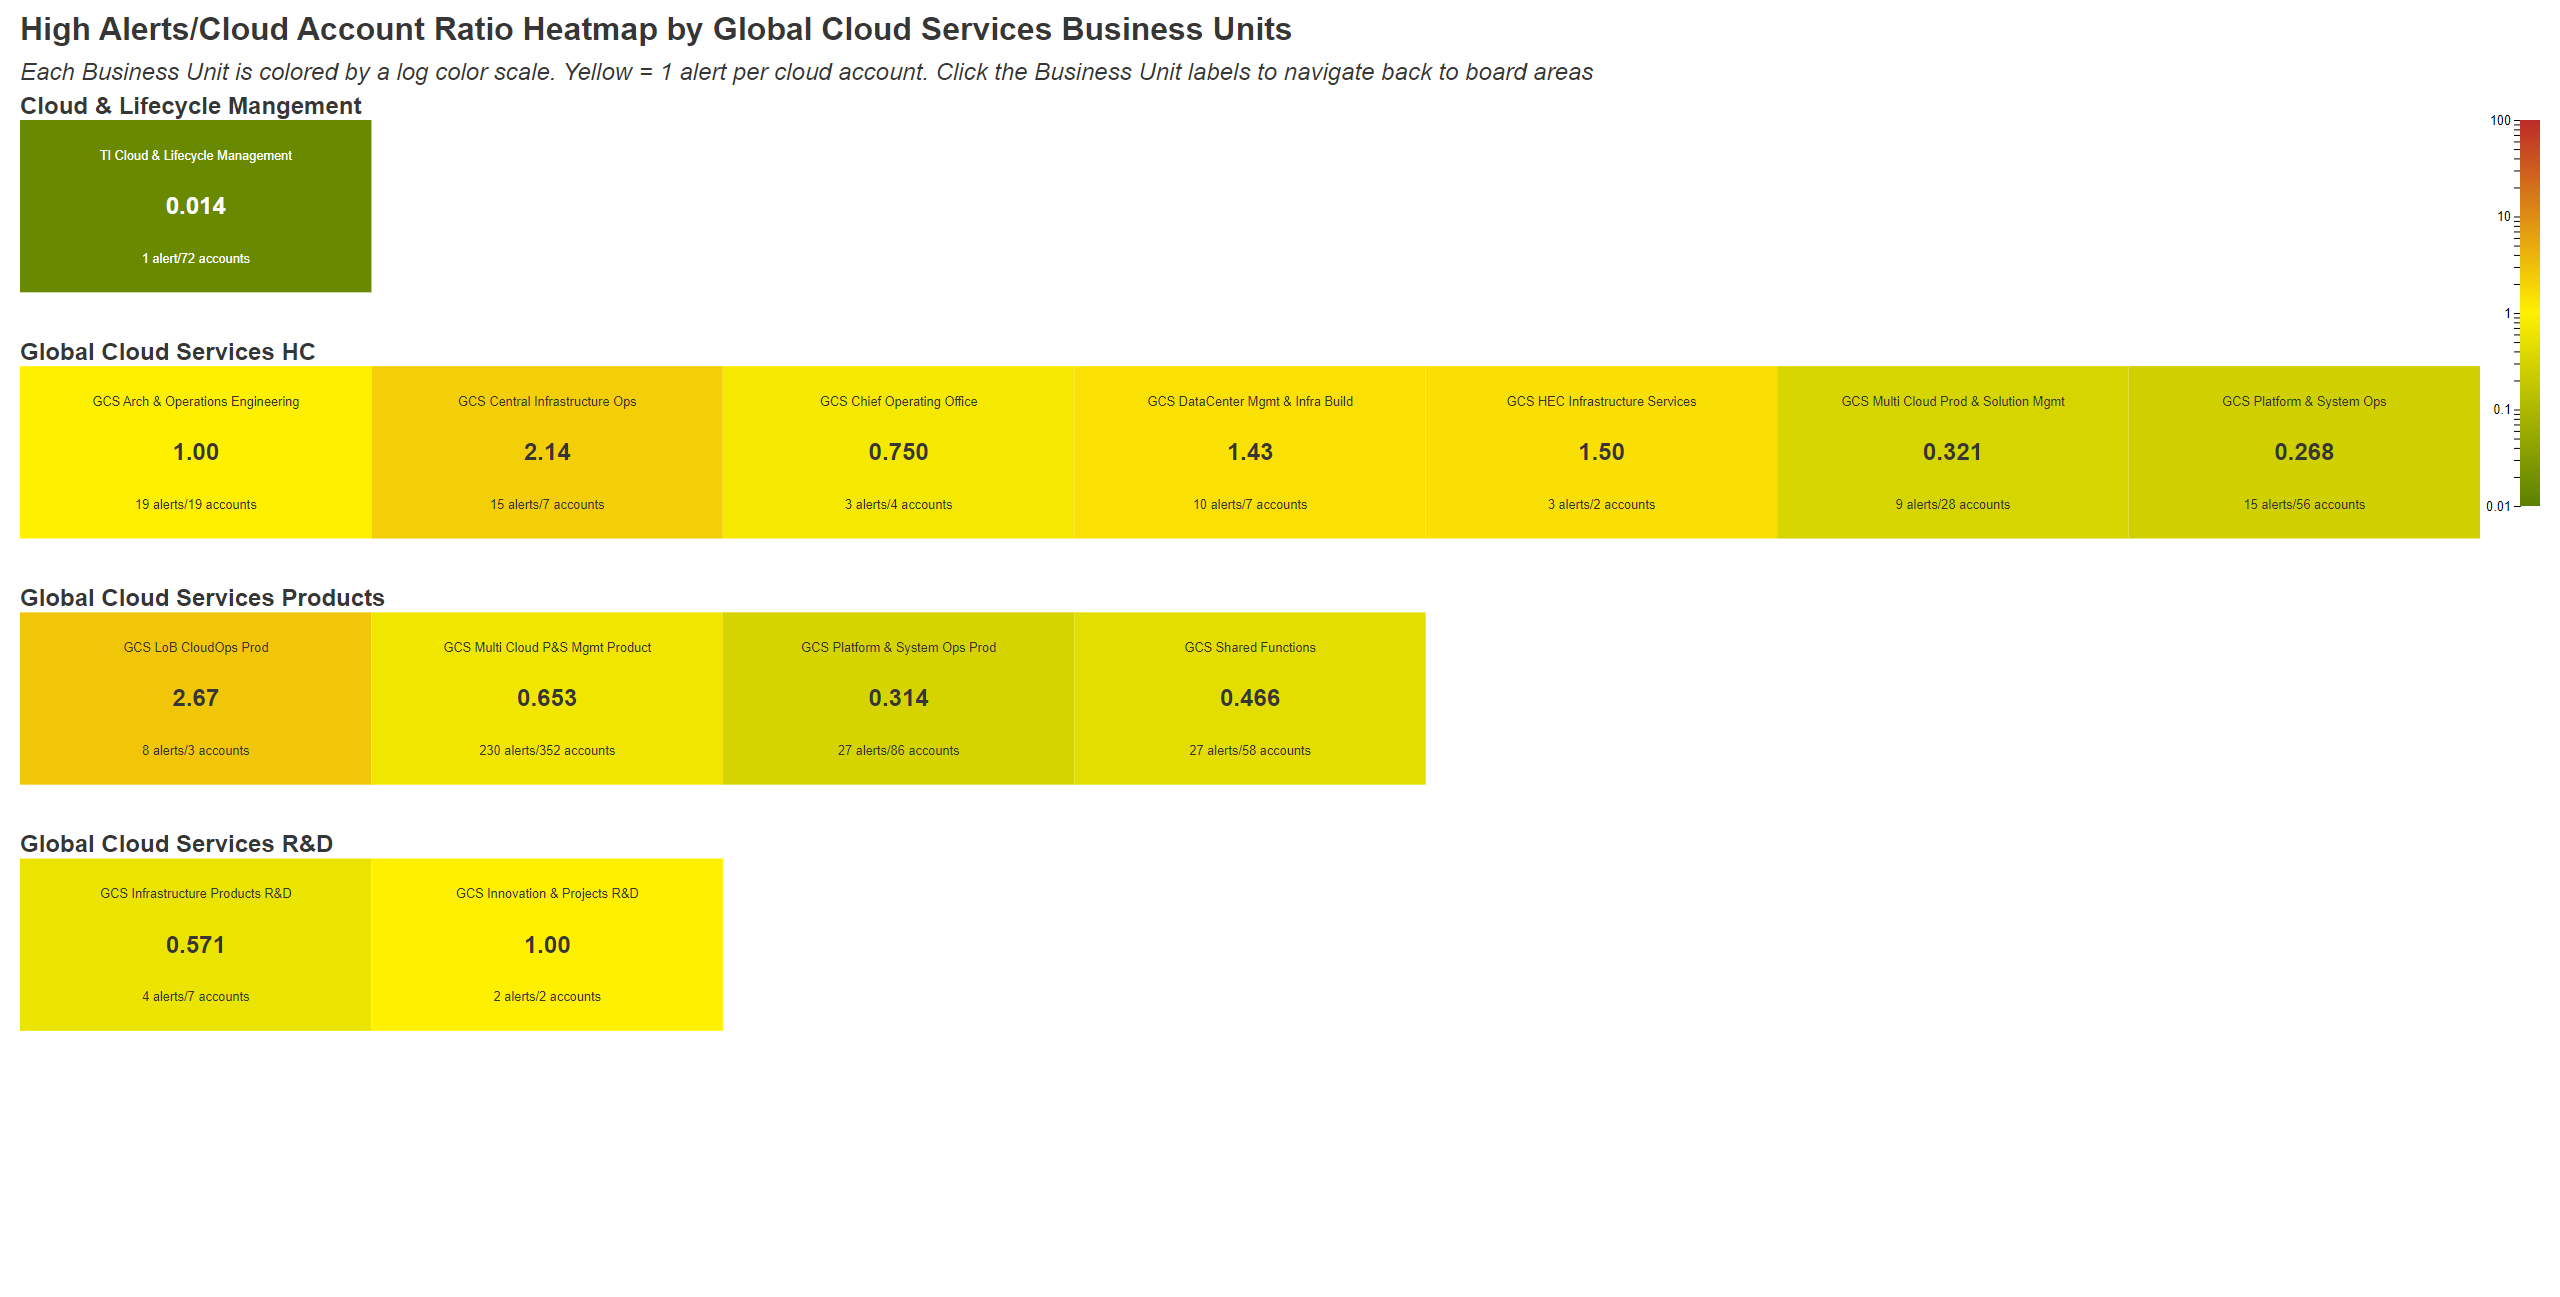 High Alerts/Cloud Account Ratio Heatmap by Global Cloud Services Business Units
Each Business Unit is colored by a log color scale. Yellow = 1 alert per cloud account. Click the Business Unit labels to navigate back to board areas
Cloud & Lifecycle Mangement
TI Cloud & Lifecycle Management
0.014
1 alert/72 accounts
Global Cloud Services HC
GCS Arch & Operations Engineering
1.00
19 alerts/19 accounts
GCS Central Infrastructure Ops
2.14
15 alerts/7 accounts
GCS Chief Operating Office
0.750
3 alerts/4 accounts
GCS DataCenter Mgmt & Infra Build
1.43
10 alerts/7 accounts
GCS HEC Infrastructure Services
1.50
3 alerts/2 accounts
GCS Multi Cloud Prod & Solution Mgmt
0.321
9 alerts/28 accounts
GCS Platform & System Ops
0.268
15 alerts/56 accounts
Global Cloud Services Products
GCS LoB CloudOps Prod
2.67
8 alerts/3 accounts
GCS Multi Cloud P&S Mgmt Product
0.653
230 alerts/352 accounts
GCS Platform & System Ops Prod
0.314
27 alerts/86 accounts
GCS Shared Functions
0.466
27 alerts/58 accounts
Global Cloud Services R&D
GCS Infrastructure Products R&D
0.571
4 alerts/7 accounts
GCS Innovation & Projects R&D
1.00
2 alerts/2 accounts
100
10
1
0.1
0.01